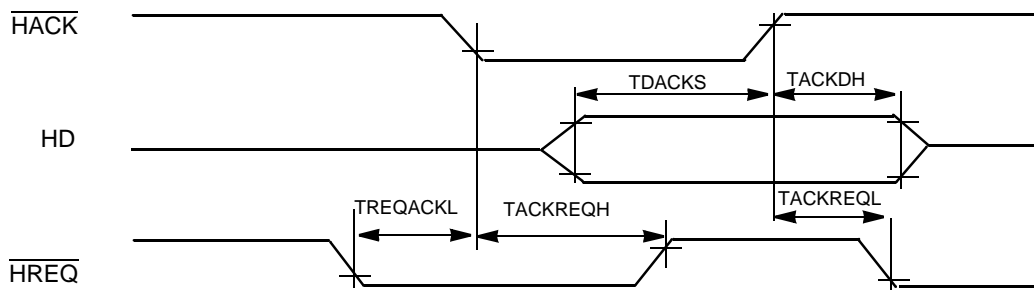 HACK
TDACKS
TACKDH
HD
TACKREQL
TREQACKL
TACKREQH
HREQ